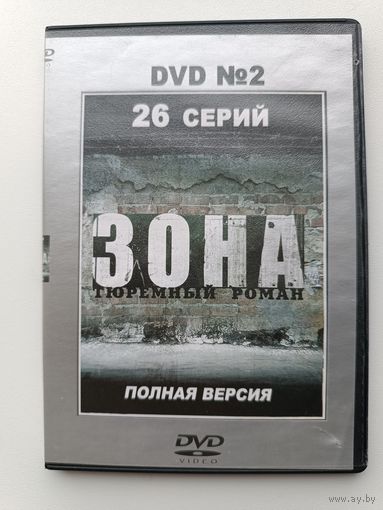 DVD №2
26 СЕРИЙ
ЗОНА
ТЮРЕМНЫЙ РОМАН
ПОЛНАЯ ВЕРСИЯ
DVD
VIDEO
www.ay.by